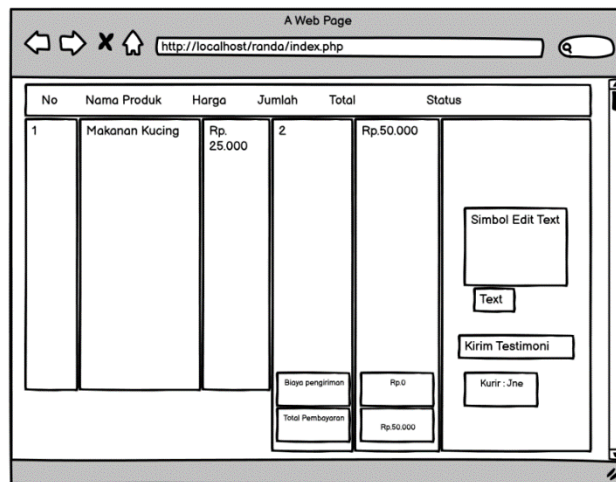 A Web Page
http://localhost/randa/index.php
No Nama Produk Harga Jumlah Total Status
1 Makanan Kucing Rp. 2 Rp.50.000
25.000
Simbol Edit Text
Text
Kirim Testimoni
Biaya pengiriman Rp.0 Kurir : Jne
Total Pembayaran Rp.50.000